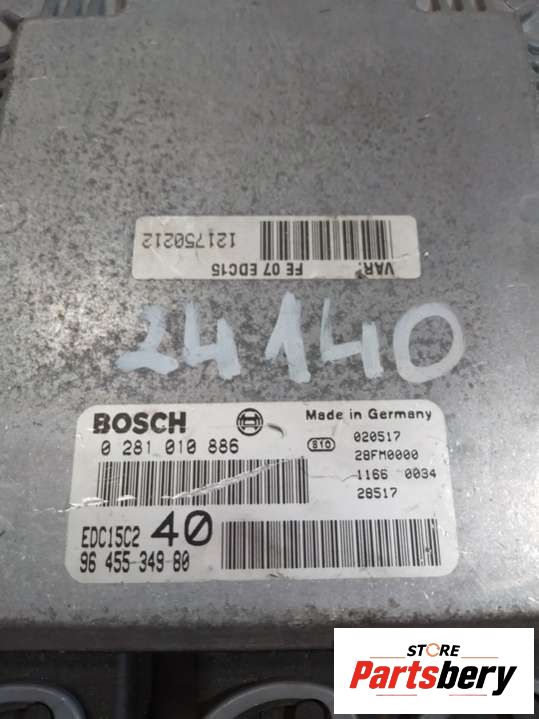 121750212
VAR.
FE 07 EDC15
24140
BOSCH
Made in Germany
0 281 010 886
S10
020517
28FM0000
1166 0034
28517
EDC15C2 40
96 455 349 80
STORE
Partsbery